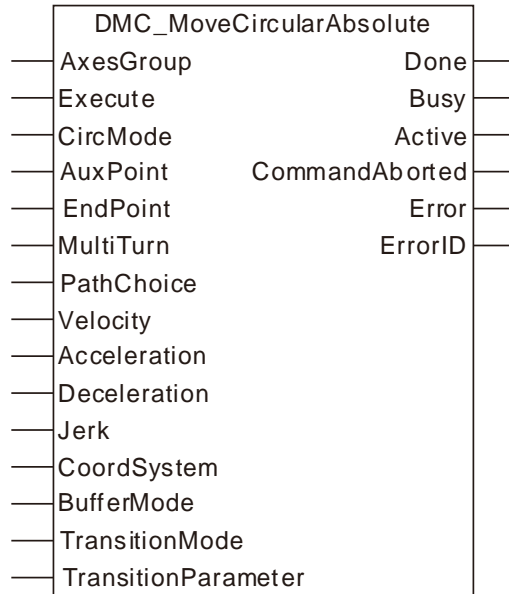 DMC_MoveCircularAbsolute
AxesGroup Done
Execute Busy
CircMode Active
AuxPoint CommandAborted
EndPoint Error
MultiTurn ErrorID
PathChoice
Velocity
Acceleration
Deceleration
Jerk
CoordSystem
BufferMode
TransitionMode
TransitionParameter